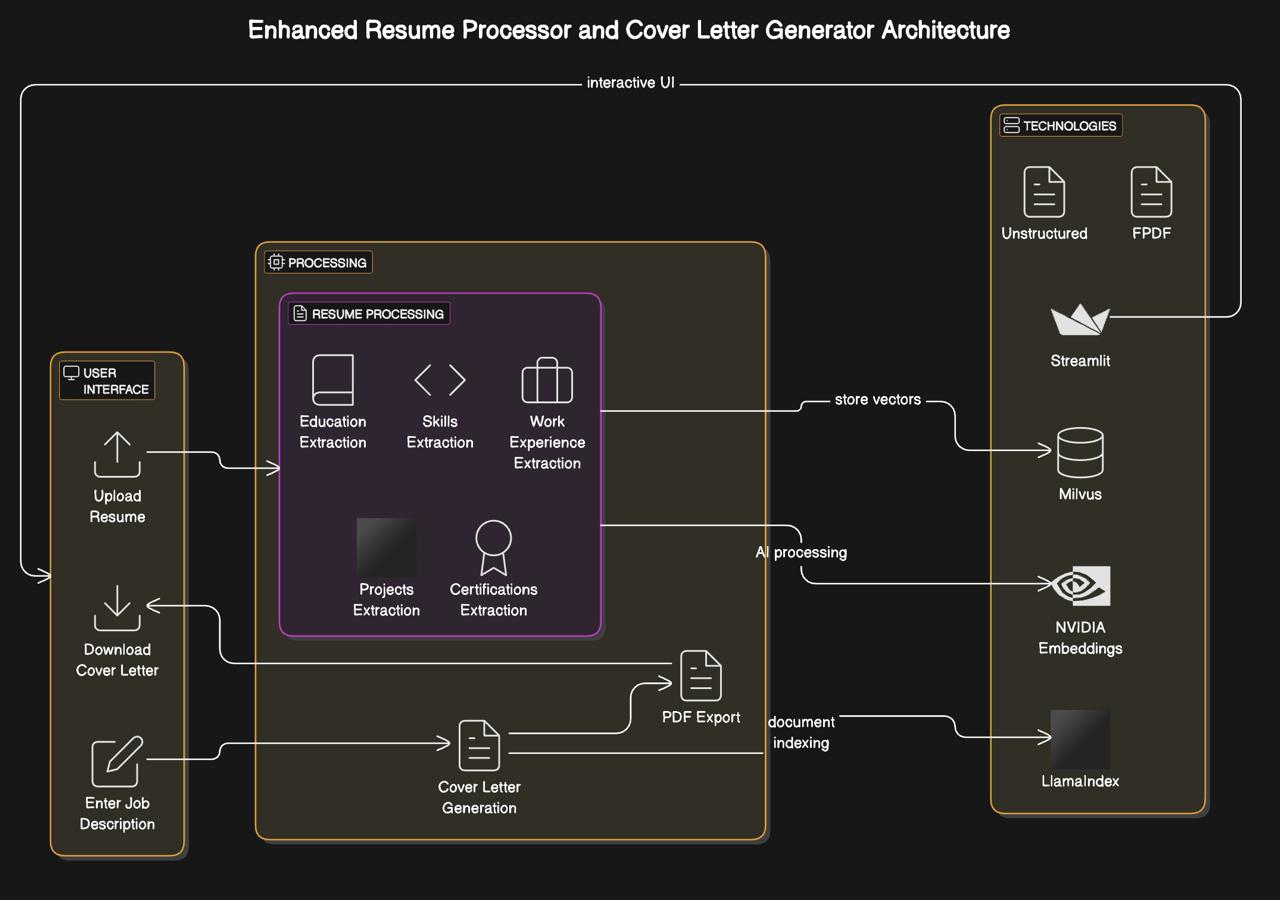 Enhanced Resume Processor and Cover Letter Generator Architecture
interactive UI
TECHNOLOGIES
Unstructured
FPDF
Streamlit
PROCESSING
RESUME PROCESSING
Education
Extraction
Skills
Extraction
Work
Experience
Extraction
Projects
Extraction
Certifications
Extraction
USER
INTERFACE
Upload
Resume
Download
Cover Letter
Enter Job
Description
store vectors
Milvus
AI processing
NVIDIA
Embeddings
PDF Export
document
indexing
Cover Letter
Generation
LlamaIndex